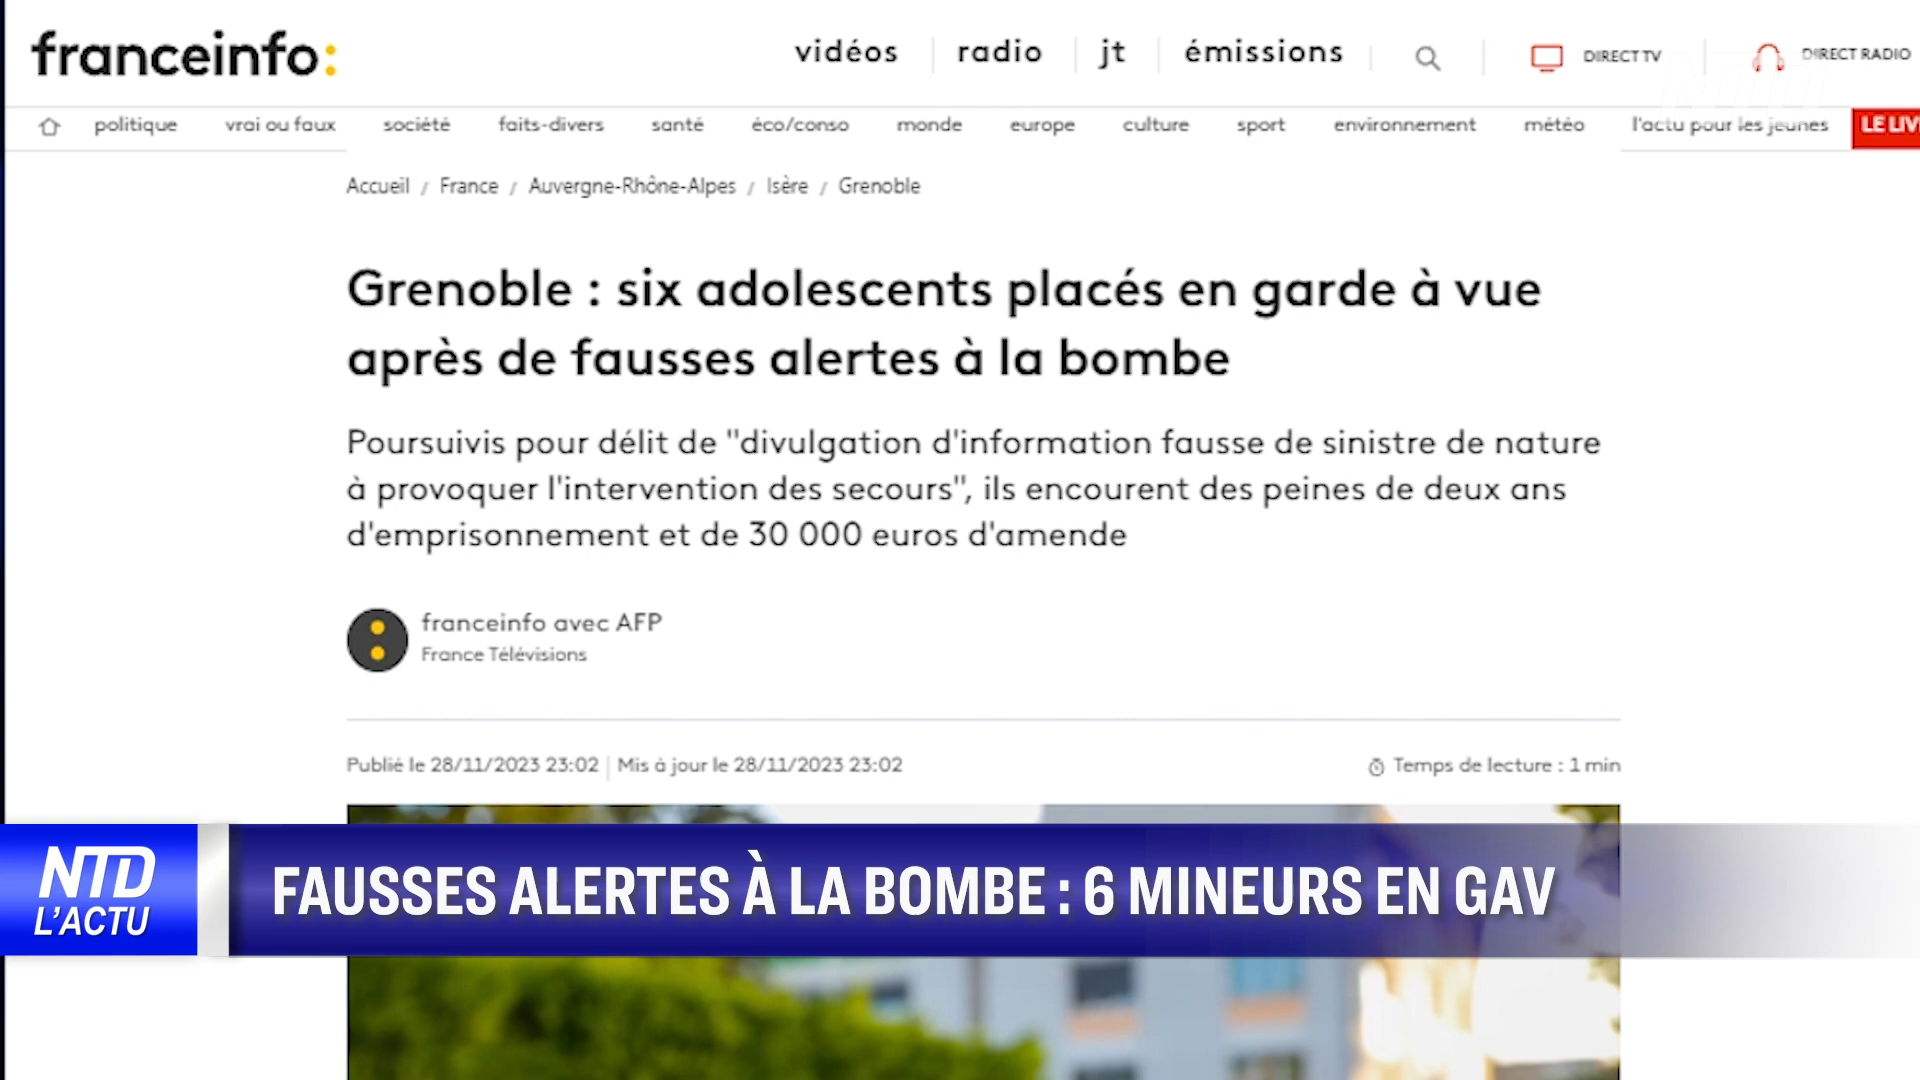 franceinfo:
vidéos radio jt émissions DIRECT TV DIRECT RADIO
NTD
politique vrai ou faux société faits-divers santé éco/conso monde europe culture sport environnement météo l'actu pour les jeunes LE LIV
Accueil / France / Auvergne-Rhône-Alpes / Isère / Grenoble
Grenoble : six adolescents placés en garde à vue
après de fausses alertes à la bombe
Poursuivis pour délit de "divulgation d'information fausse de sinistre de nature
à provoquer l'intervention des secours", ils encourent des peines de deux ans
d'emprisonnement et de 30 000 euros d'amende
franceinfo avec AFP
France Télévisions
Publié le 28/11/2023 23:02 | Mis à jour le 28/11/2023 23:02 Temps de lecture : 1 min
NTD
L'ACTU
FAUSSES ALERTES À LA BOMBE : 6 MINEURS EN GAV